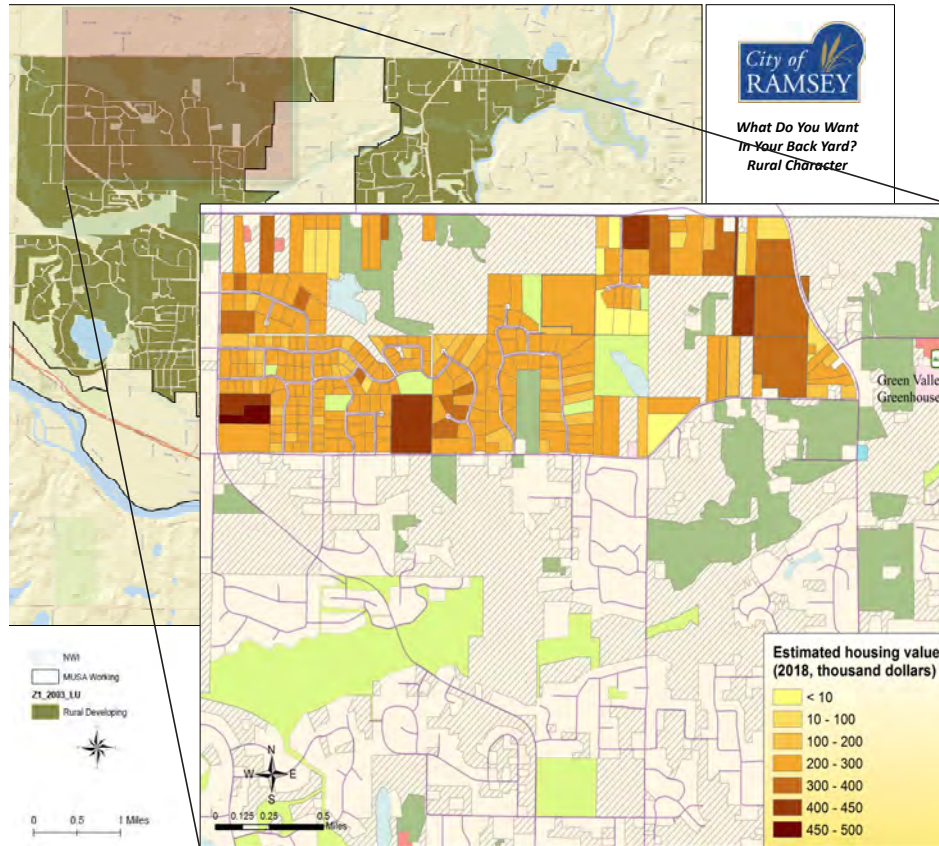 City of
RAMSEY
What Do You Want
In Your Back Yard?
Rural Character
Green Valle
Greenhouse
Estimated housing value
(2018, thousand dollars)
< 10
10 - 100
100 - 200
200 - 300
300 - 400
400 - 450
450 - 500
NWI
MUSA Working
Z1_2003_LU
Rural Developing
0 0.5 1 Miles
N
W E
S
0 0.125 0.25 0.5
Miles